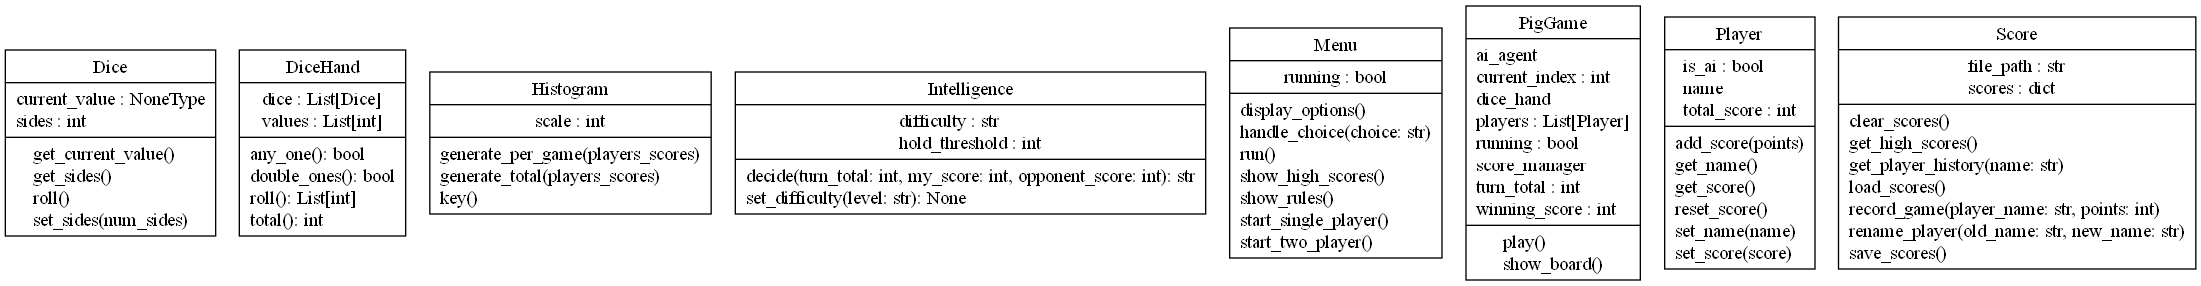 Dice
current_value : NoneType
sides : int
get_current_value()
get_sides()
roll()
set_sides(num_sides)
DiceHand
dice : List[Dice]
values : List[int]
any_one(): bool
double_ones(): bool
roll(): List[int]
total(): int
Histogram
scale : int
generate_per_game(players_scores)
generate_total(players_scores)
key()
Intelligence
difficulty : str
hold_threshold : int
decide(turn_total: int, my_score: int, opponent_score: int): str
set_difficulty(level: str): None
Menu
running : bool
display_options()
handle_choice(choice: str)
run()
show_high_scores()
show_rules()
start_single_player()
start_two_player()
PigGame
ai_agent
current_index : int
dice_hand
players : List[Player]
running : bool
score_manager
turn_total : int
winning_score : int
play()
show_board()
Player
is_ai : bool
name
total_score : int
add_score(points)
get_name()
get_score()
reset_score()
set_name(name)
set_score(score)
Score
file_path : str
scores : dict
clear_scores()
get_high_scores()
get_player_history(name: str)
load_scores()
record_game(player_name: str, points: int)
rename_player(old_name: str, new_name: str)
save_scores()